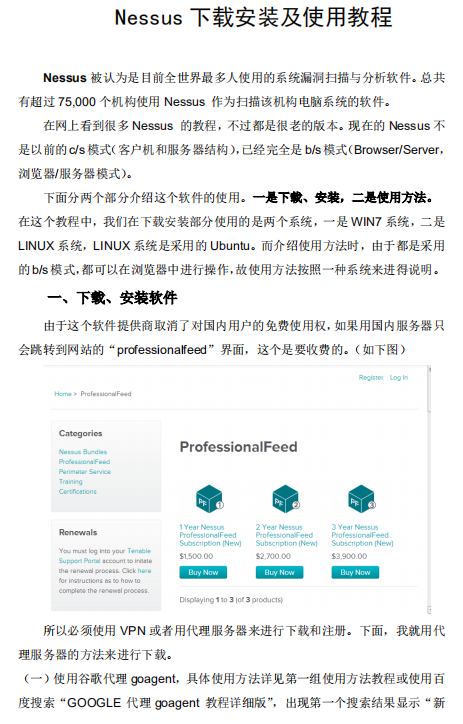 Nessus 下载安装及使用教程
Nessus 被认为是目前全世界最多人使用的系统漏洞扫描与分析软件。总共
有超过 75,000 个机构使用 Nessus 作为扫描该机构电脑系统的软件。
在网上看到很多 Nessus 的教程，不过都是很老的版本。现在的 Nessus 不
是以前的 c/s 模式(客户机和服务器结构)，已经完全是 b/s 模式(Browser/Server，
浏览器/服务器模式)。
下面分两个部分介绍这个软件的使用。一是下载、安装，二是使用方法。
在这个教程中，我们在下载安装部分使用的是两个系统，一是 WIN7 系统，二是
LINUX 系统，LINUX 系统是采用的 Ubuntu。而介绍使用方法时，由于都是采用
的 b/s 模式，都可以在浏览器中进行操作，故使用方法按照一种系统来进得说明。
一、下载、安装软件
由于这个软件提供商取消了对国内用户的免费使用权，如果用国内服务器只
会跳转到网站的“professionalfeed”界面，这个是要收费的。（如下图）
Register Log In
Home > ProfessionalFeed
Categories
Nessus Bundles
ProfessionalFeed
Perimeter Service
Training
Certifications
Renewals
You must log into your Tenable
Support Portal account to initiate
the renewal process. Click here
for instructions as to how to
complete the renewal process.
ProfessionalFeed
PF 1 PF 2 PF 3
1 Year Nessus
ProfessionalFeed
Subscription (New)
$1,500.00
Buy Now
2 Year Nessus
ProfessionalFeed
Subscription (New)
$2,700.00
Buy Now
3 Year Nessus
ProfessionalFeed
Subscription (New)
$3,900.00
Buy Now
Displaying 1 to 3 (of 3 products)
所以必须使用 VPN 或者用代理服务器来进行下载和注册。下面，我就用代
理服务器的方法来进行下载。
（一）使用谷歌代理 goagent，具体使用方法详见第一组使用方法教程或使用百
度搜索“GOOGLE 代理 goagent 教程详细版”，出现第一个搜索结果显示“新